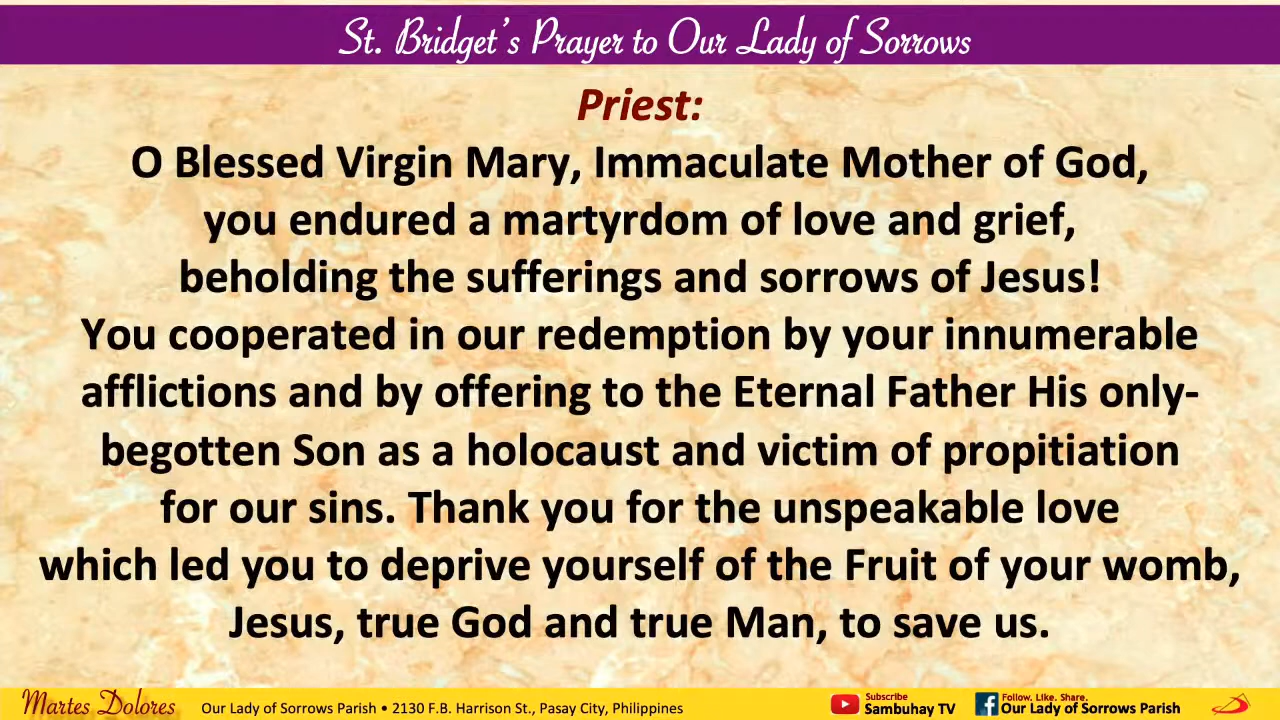 St. Bridget's Prayer to Our Lady of Sorrows
Priest:
O Blessed Virgin Mary, Immaculate Mother of God,
you endured a martyrdom of love and grief,
beholding the sufferings and sorrows of Jesus!
You cooperated in our redemption by your innumerable
afflictions and by offering to the Eternal Father His only-
begotten Son as a holocaust and victim of propitiation
for our sins. Thank you for the unspeakable love
which led you to deprive yourself of the Fruit of your womb,
Jesus, true God and true Man, to save us.
Martes Dolores
Our Lady of Sorrows Parish • 2130 F.B. Harrison St., Pasay City, Philippines
Subscribe
Sambuhay TV
Follow. Like. Share.
Our Lady of Sorrows Parish